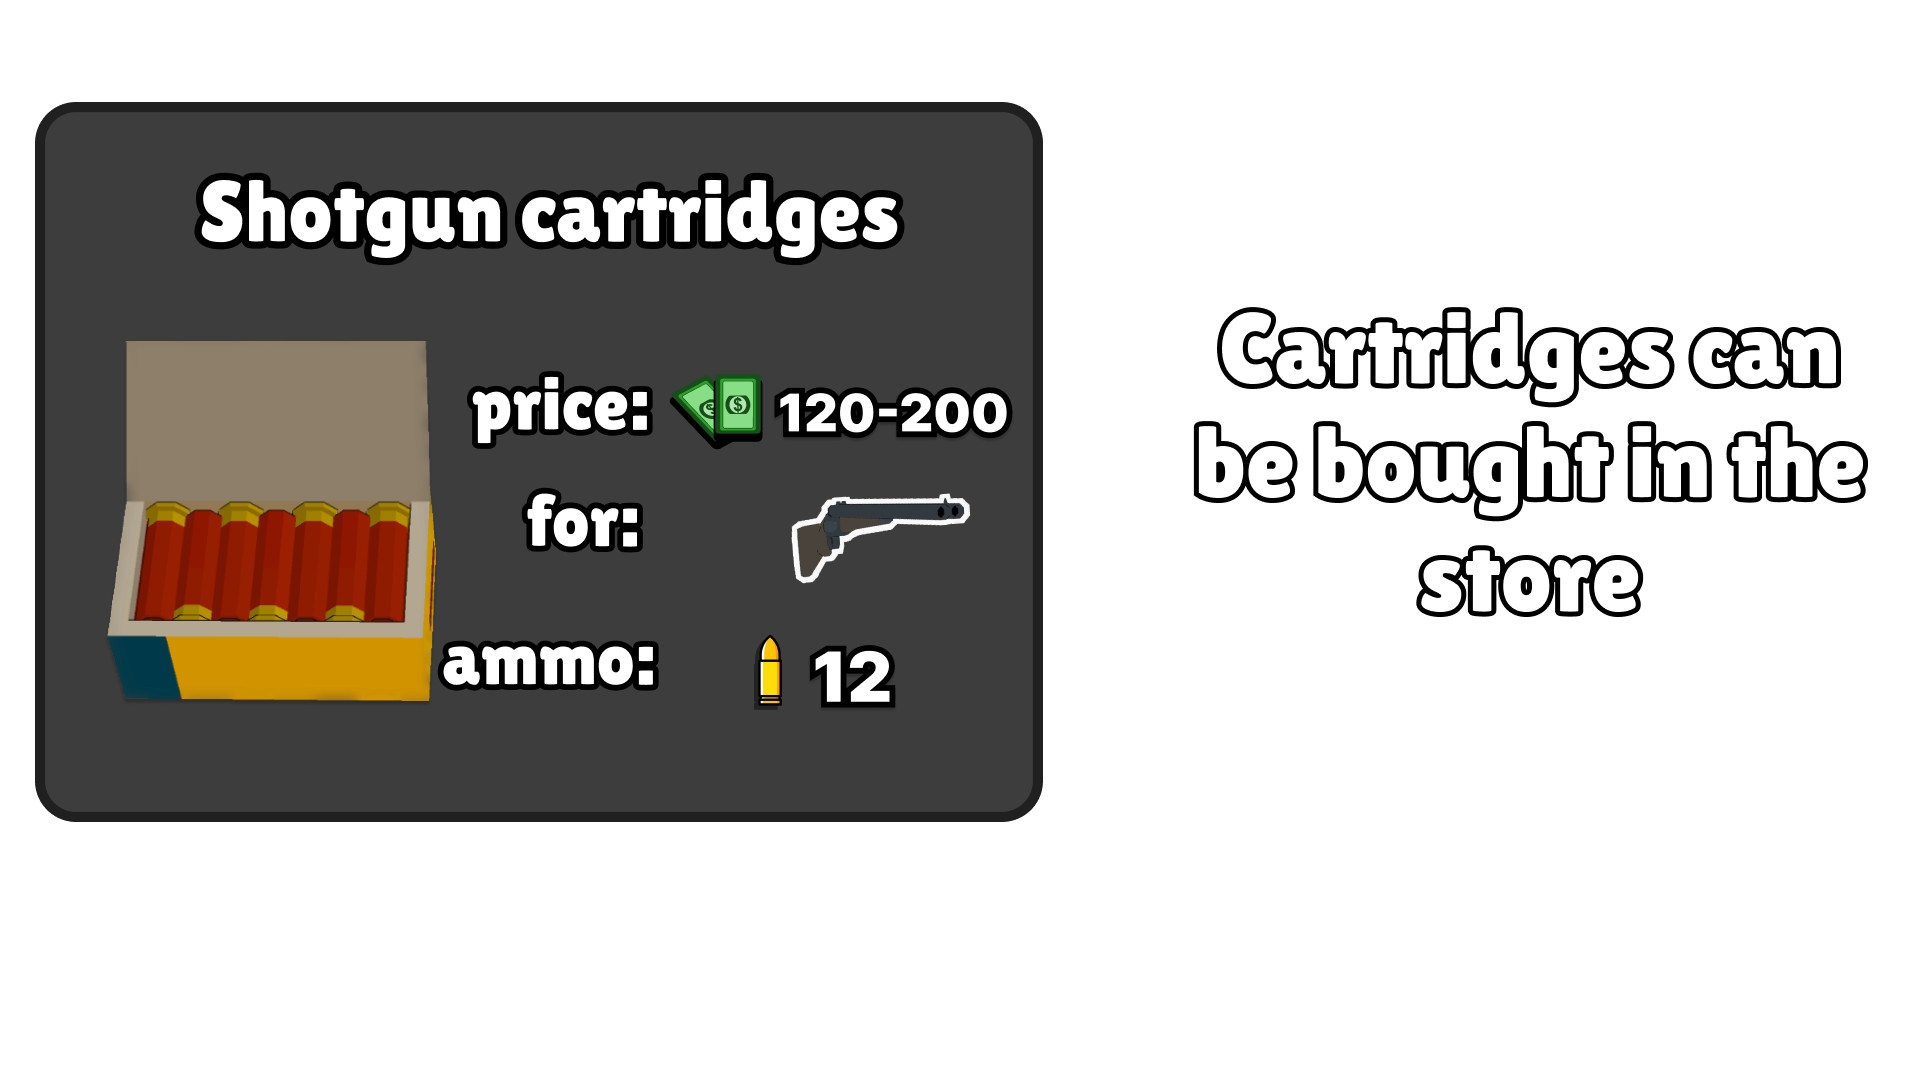 Shotgun cartridges
price: 120-200
for:
ammo: 12
Cartridges can
be bought in the
store